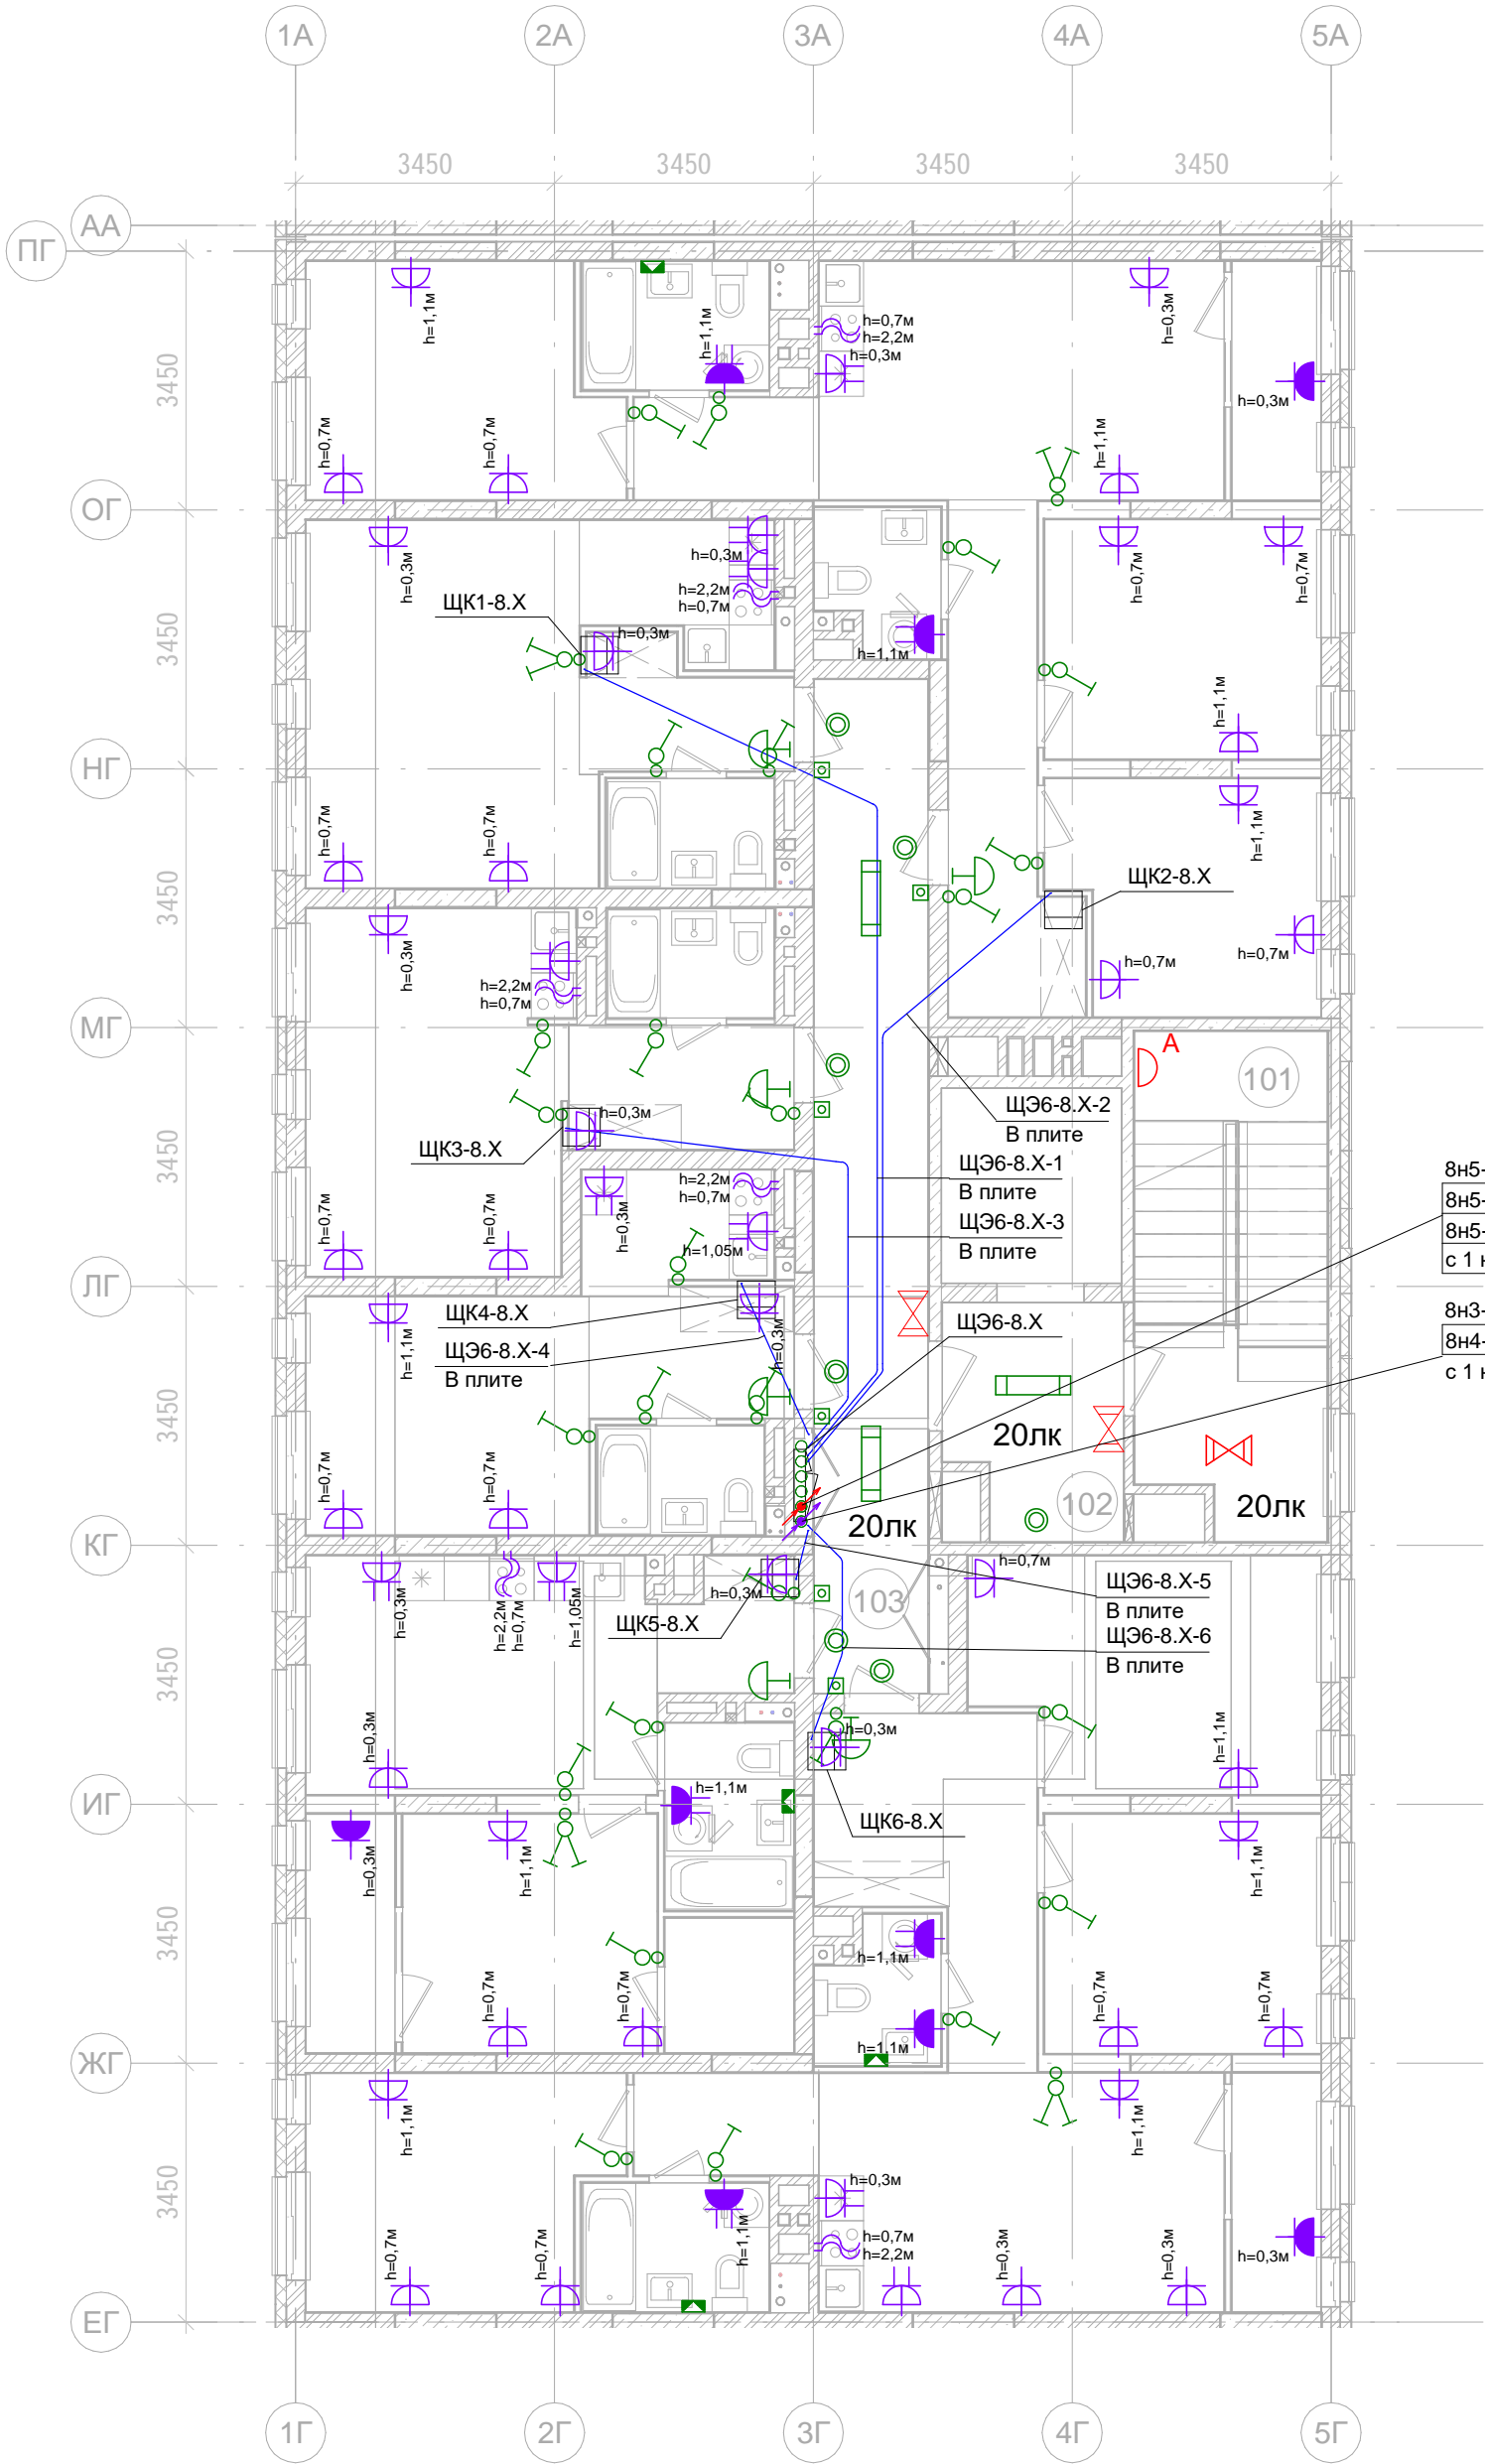 1А 2А 3А 4А 5А
3450 3450 3450 3450
АА
ПГ
h=1,1м
h=1,1м
h=0,7м
h=2,2м
h=0,3м
h=0,3м
3450
h=0,3м
h=0,7м
h=0,7м
h=1,1м
ОГ
h=0,3м
h=0,3м
h=0,7м
h=0,7м
h=2,2м
h=0,7м
ЩК1-8.Х
h=0,3м
h=1,1м
3450
h=1,1м
НГ
h=0,7м
h=0,7м
h=1,1м
ЩК2-8.Х
3450
h=0,3м
h=0,7м
h=0,7м
h=2,2м
h=0,7м
МГ
А
101
ЩЭ6-8.Х-2
В плите
h=0,3м
ЩК3-8.Х
3450
ЩЭ6-8.Х-1
В плите
8н5-
8н5-
8н5-
с 1 н
h=2,2м
h=0,7м
h=0,3м
ЩЭ6-8.Х-3
В плите
h=0,7м
h=0,7м
h=1,05м
ЛГ
ЩК4-8.Х
ЩЭ6-8.Х
8н3-
8н4-
с 1 н
h=1,1м
ЩЭ6-8.Х-4
В плите
h=0,3м
3450
20лк
h=0,7м
h=0,7м
102
20лк
20лк
КГ
h=0,3м
h=2,2м
h=0,7м
h=1,05м
h=0,3м
h=0,7м
ЩЭ6-8.Х-5
В плите
103
ЩК5-8.Х
ЩЭ6-8.Х-6
В плите
3450
h=0,3м
h=0,3м
h=1,1м
h=1,1м
ИГ
ЩК6-8.Х
h=0,3м
h=1,1м
h=1,1м
3450
h=1,1м
h=0,7м
h=0,7м
h=0,7м
h=0,7м
h=1,1м
ЖГ
h=1,1м
h=1,1м
3450
h=0,3м
h=1,1м
h=0,7м
h=2,2м
h=0,7м
h=0,7м
h=0,3м
h=0,3м
h=0,3м
ЕГ
1Г 2Г 3Г 4Г 5Г